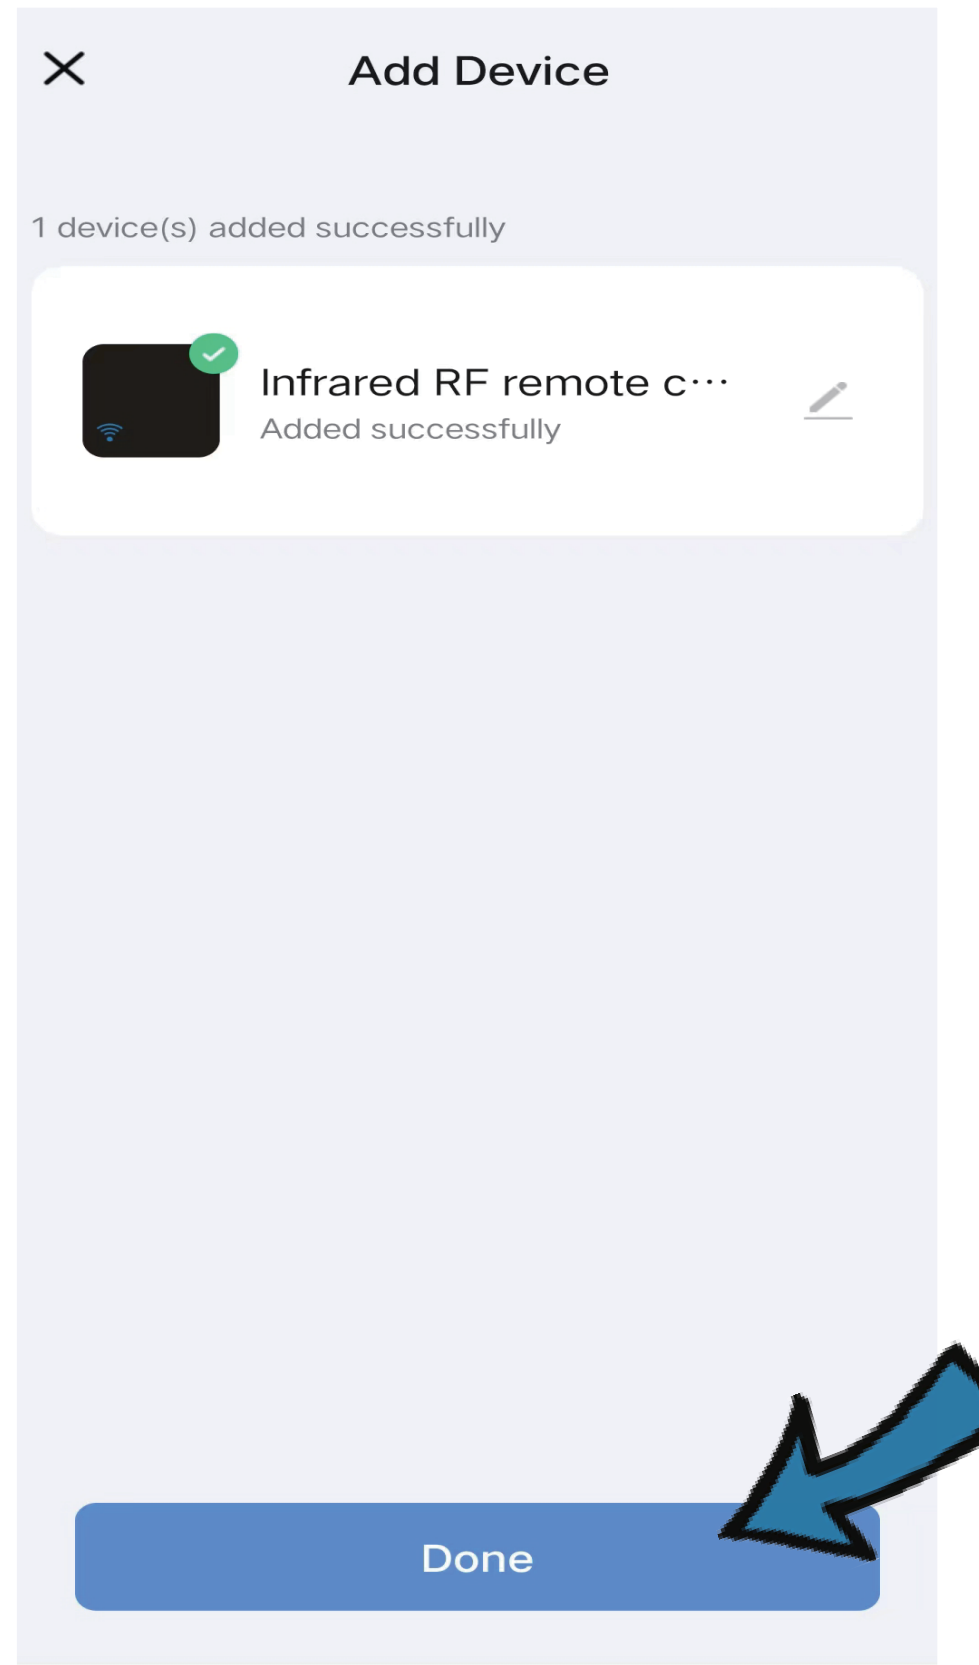 Add Device
1 device(s) added successfully
Infrared RF remote c···
Added successfully
Done